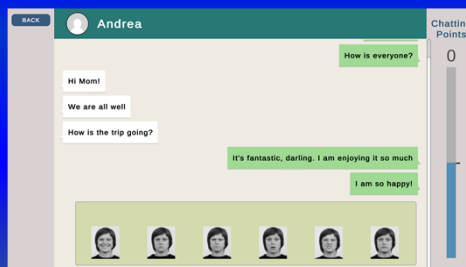 BACK
Andrea
Chattin
Points
0
How is everyone?
Hi Mom!
We are all well
How is the trip going?
It's fantastic, darling. I am enjoying it so much
I am so happy!